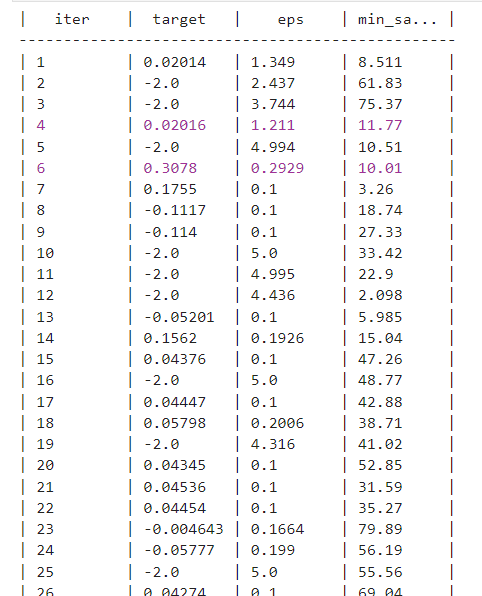 |   iter    |  target   |    eps    | min_sa... |
-------------------------------------------------
| 1         | 0.02014   | 1.349     | 8.511     |
| 2         | -2.0      | 2.437     | 61.83     |
| 3         | -2.0      | 3.744     | 75.37     |
| 4         | 0.02016   | 1.211     | 11.77     |
| 5         | -2.0      | 4.994     | 10.51     |
| 6         | 0.3078    | 0.2929    | 10.01     |
| 7         | 0.1755    | 0.1       | 3.26      |
| 8         | -0.1117   | 0.1       | 18.74     |
| 9         | -0.114    | 0.1       | 27.33     |
| 10        | -2.0      | 5.0       | 33.42     |
| 11        | -2.0      | 4.995     | 22.9      |
| 12        | -2.0      | 4.436     | 2.098     |
| 13        | -0.05201  | 0.1       | 5.985     |
| 14        | 0.1562    | 0.1926    | 15.04     |
| 15        | 0.04376   | 0.1       | 47.26     |
| 16        | -2.0      | 5.0       | 48.77     |
| 17        | 0.04447   | 0.1       | 42.88     |
| 18        | 0.05798   | 0.2006    | 38.71     |
| 19        | -2.0      | 4.316     | 41.02     |
| 20        | 0.04345   | 0.1       | 52.85     |
| 21        | 0.04536   | 0.1       | 31.59     |
| 22        | 0.04454   | 0.1       | 35.27     |
| 23        | -0.004643 | 0.1664    | 79.89     |
| 24        | -0.05777  | 0.199     | 56.19     |
| 25        | -2.0      | 5.0       | 55.56     |
| 26        | 0.04274   | 0.1       | 69.04     |